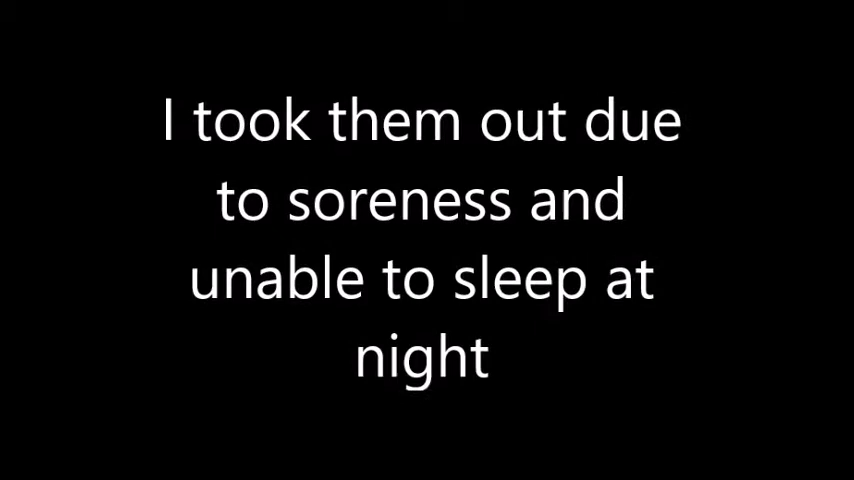 I took them out due
to soreness and
unable to sleep at
night